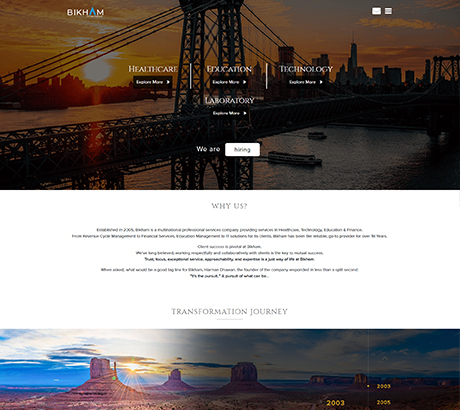 BIKHAM
HEALTHCARE EDUCATION TECHNOLOGY
Explore More Explore More Explore More
LABORATORY
Explore More
We are hiring
WHY US?
Established in 2005, Bikham is a multinational professional services company providing services in Healthcare, Technology, Education & Finance.
From Revenue Cycle Management to Financial Services, Education Management to IT solutions for its clients, Bikham has been the reliable, go-to provider for over 16 Years.
Client success is pivotal at Bikham.
We've long believed, working respectfully and collaboratively with clients is the key to mutual success.
Trust, focus, exceptional service, approachability, and expertise is a just way of life at Bikham.
When asked, what would be a good tag line for Bikham, Harman Dhawan, the founder of the company responded in less than a split second:
"It's the pursuit." A pursuit of what can be...
TRANSFORMATION JOURNEY
2003
2003 2005